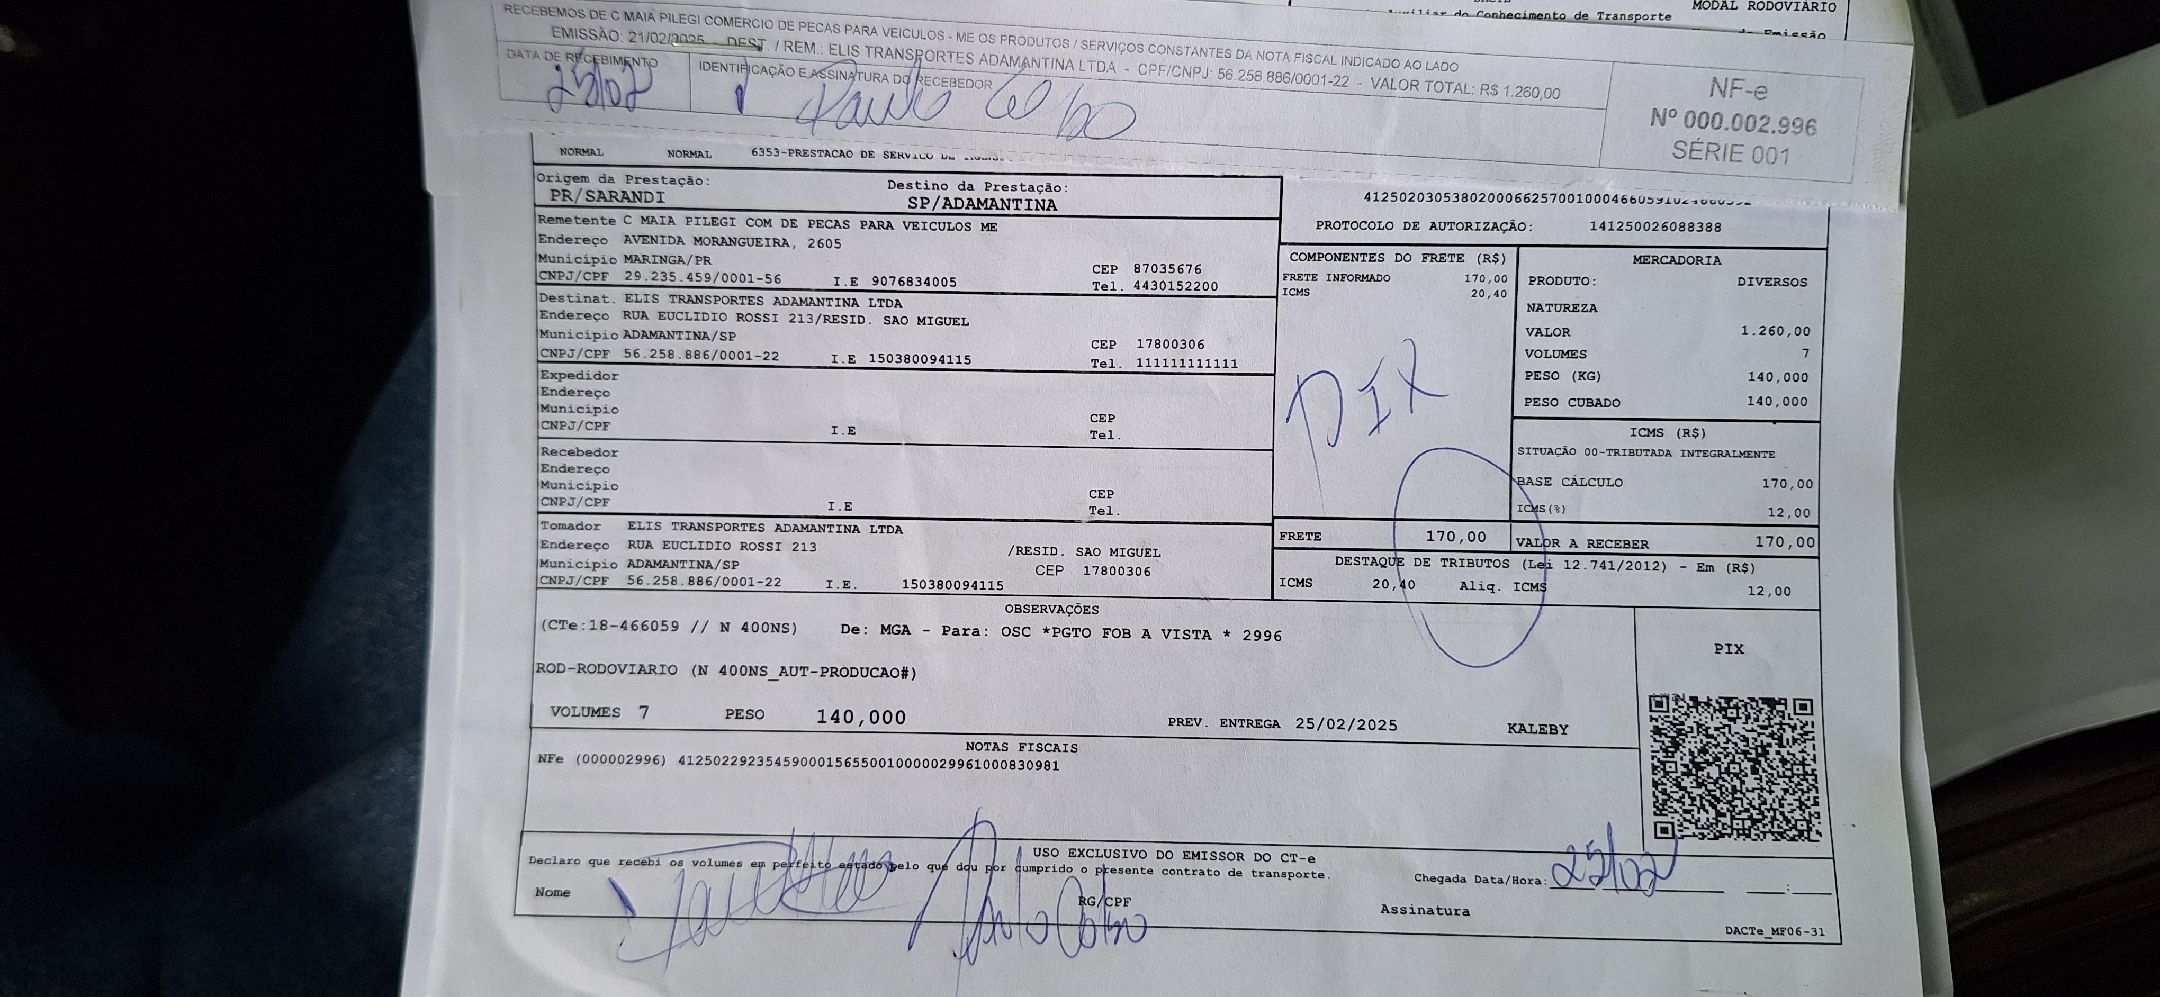 MODAL RODOVIÁRIO
do Conhecimento de Transporte
Emissão
RECEBEMOS DE C MAIA PILEGI COMERCIO DE PECAS PARA VEICULOS - ME OS PRODUTOS / SERVIÇOS CONSTANTES DA NOTA FISCAL INDICADO AO LADO
EMISSÃO: 21/02/2025 DEST. / REM.: ELIS TRANSPORTES ADAMANTINA LTDA - CPF/CNPJ: 56.258.886/0001-22 - VALOR TOTAL: R$ 1.260,00
DATA DE RECEBIMENTO
IDENTIFICAÇÃO E ASSINATURA DO RECEBEDOR
25/02
NF-e
Nº 000.002.996
SÉRIE 001
NORMAL NORMAL 6353-PRESTACAO DE SERVICO DE
Origem da Prestação:
PR/SARANDI
Destino da Prestação:
SP/ADAMANTINA
PROTOCOLO DE AUTORIZAÇÃO: 141250026088388
Remetente C MAIA PILEGI COM DE PECAS PARA VEICULOS ME
Endereço AVENIDA MORANGUEIRA, 2605
Município MARINGA/PR CEP 87035676
CNPJ/CPF 29.235.459/0001-56 I.E 9076834005 Tel. 4430152200
Destinat. ELIS TRANSPORTES ADAMANTINA LTDA
Endereço RUA EUCLIDIO ROSSI 213/RESID. SAO MIGUEL
Município ADAMANTINA/SP CEP 17800306
CNPJ/CPF 56.258.886/0001-22 I.E 150380094115 Tel. 111111111111
Expedidor
Endereço
Município CEP
CNPJ/CPF I.E Tel.
Recebedor
Endereço
Município CEP
CNPJ/CPF I.E Tel.
Tomador ELIS TRANSPORTES ADAMANTINA LTDA
Endereço RUA EUCLIDIO ROSSI 213 /RESID. SAO MIGUEL
Município ADAMANTINA/SP CEP 17800306
CNPJ/CPF 56.258.886/0001-22 I.E. 150380094115
COMPONENTES DO FRETE (R$)
FRETE INFORMADO 170,00
ICMS 20,40
PIX
MERCADORIA
PRODUTO: DIVERSOS
NATUREZA
VALOR 1.260,00
VOLUMES 7
PESO (KG) 140,000
PESO CUBADO 140,000
ICMS (R$)
SITUAÇÃO 00-TRIBUTADA INTEGRALMENTE
BASE CÁLCULO 170,00
ICMS(%) 12,00
FRETE 170,00 VALOR A RECEBER 170,00
DESTAQUE DE TRIBUTOS (Lei 12.741/2012) - Em (R$)
ICMS 20,40 Aliq. ICMS 12,00
OBSERVAÇÕES
(CTe:18-466059 // N 400NS) De: MGA - Para: OSC *PGTO FOB A VISTA * 2996
ROD-RODOVIARIO (N 400NS_AUT-PRODUCAO#)
VOLUMES 7 PESO 140,000 PREV. ENTREGA 25/02/2025 KALEBY
PIX
NOTAS FISCAIS
NFe (000002996) 41250229235459000156550010000029961000830981
USO EXCLUSIVO DO EMISSOR DO CT-e
Declaro que recebi os volumes em perfeito estado pelo que dou por cumprido o presente contrato de transporte.
Chegada Data/Hora: 25/02 :
Nome RG/CPF Assinatura
DACTe_MF06-31